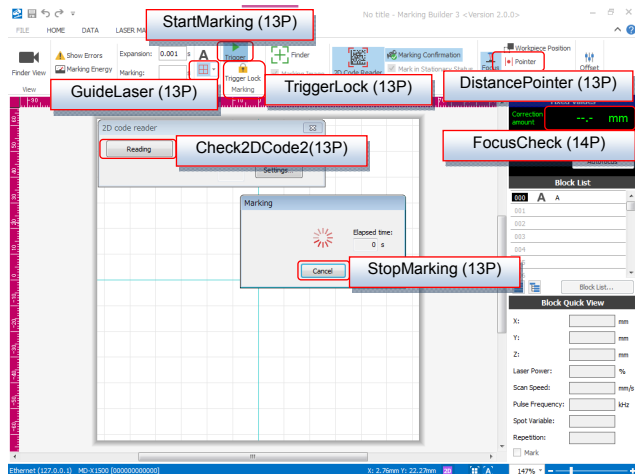 No title - Marking Builder 3 <Version 2.0.0>
FILE HOME DATA LASER MA
StartMarking (13P)
Show Errors
Expansion: 0.001 s
Trigger
Finder
Marking Confirmation
Workpiece Position
Finder View
Marking Energy
Marking: s
Trigger Lock
2D Code Reader
Mark in Stationary Status
Focus
Pointer
Offset
View
Marking
GuideLaser (13P)
TriggerLock (13P)
DistancePointer (13P)
2D code reader
Correction amount
--.- mm
Reading
Check2DCode2(13P)
FocusCheck (14P)
Settings...
Autofocus
Block List
000 A A
001
002
003
004
Marking
Elapsed time:
0 s
Cancel
StopMarking (13P)
Block List...
Block Quick View
X: mm
Y: mm
Z: mm
Laser Power: %
Scan Speed: mm/s
Pulse Frequency: kHz
Spot Variable:
Repetition:
Mark
Ethernet (127.0.0.1) MD-X1500 [000000000000] X: 2.76mm Y: 22.27mm 2D 147%